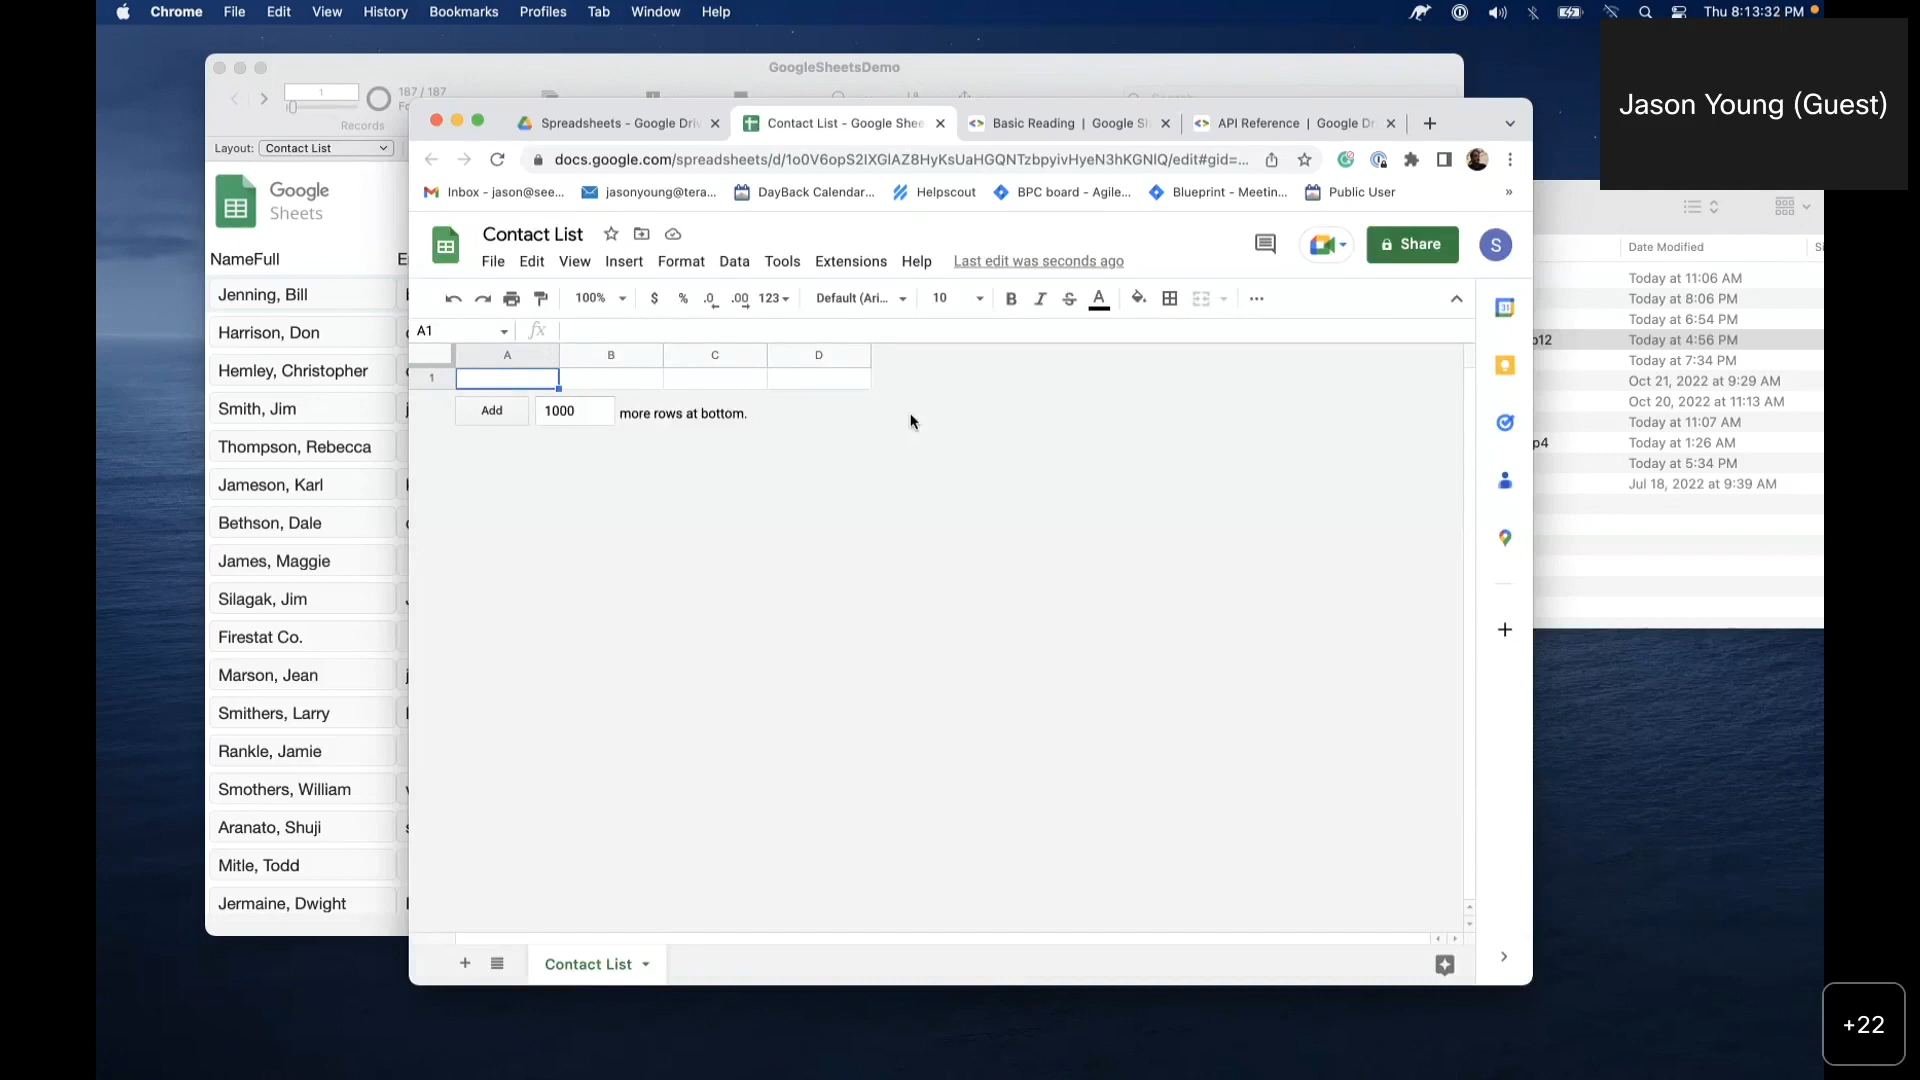 Chrome File Edit View History Bookmarks Profiles Tab Window Help Thu 8:13:32 PM
Jason Young (Guest)
GoogleSheetsDemo
1 187 / 187
Records
Layout: Contact List
Google
Sheets
NameFull
Jenning, Bill
Harrison, Don
Hemley, Christopher
Smith, Jim
Thompson, Rebecca
Jameson, Karl
Bethson, Dale
James, Maggie
Silagak, Jim
Firestat Co.
Marson, Jean
Smithers, Larry
Rankle, Jamie
Smothers, William
Aranato, Shuji
Mitle, Todd
Jermaine, Dwight
Spreadsheets - Google Driv Contact List - Google Shee Basic Reading | Google Sh API Reference | Google Dr
docs.google.com/spreadsheets/d/1o0V6opS2IXGlAZ8HyKsUaHGQNTzbpyivHyeN3hKGNlQ/edit#gid=...
Inbox - jason@see... jasonyoung@tera... DayBack Calendar... Helpscout BPC board - Agile... Blueprint - Meetin... Public User »
Contact List
Share S
File Edit View Insert Format Data Tools Extensions Help Last edit was seconds ago
100% $ % .0 .00 123 Default (Ari... 10 B I S A
A1 fx
A B C D
1
Add 1000 more rows at bottom.
31
Contact List
Date Modified
Today at 11:06 AM
Today at 8:06 PM
Today at 6:54 PM
p12 Today at 4:56 PM
Today at 7:34 PM
Oct 21, 2022 at 9:29 AM
Oct 20, 2022 at 11:13 AM
Today at 11:07 AM
p4 Today at 1:26 AM
Today at 5:34 PM
Jul 18, 2022 at 9:39 AM
+22